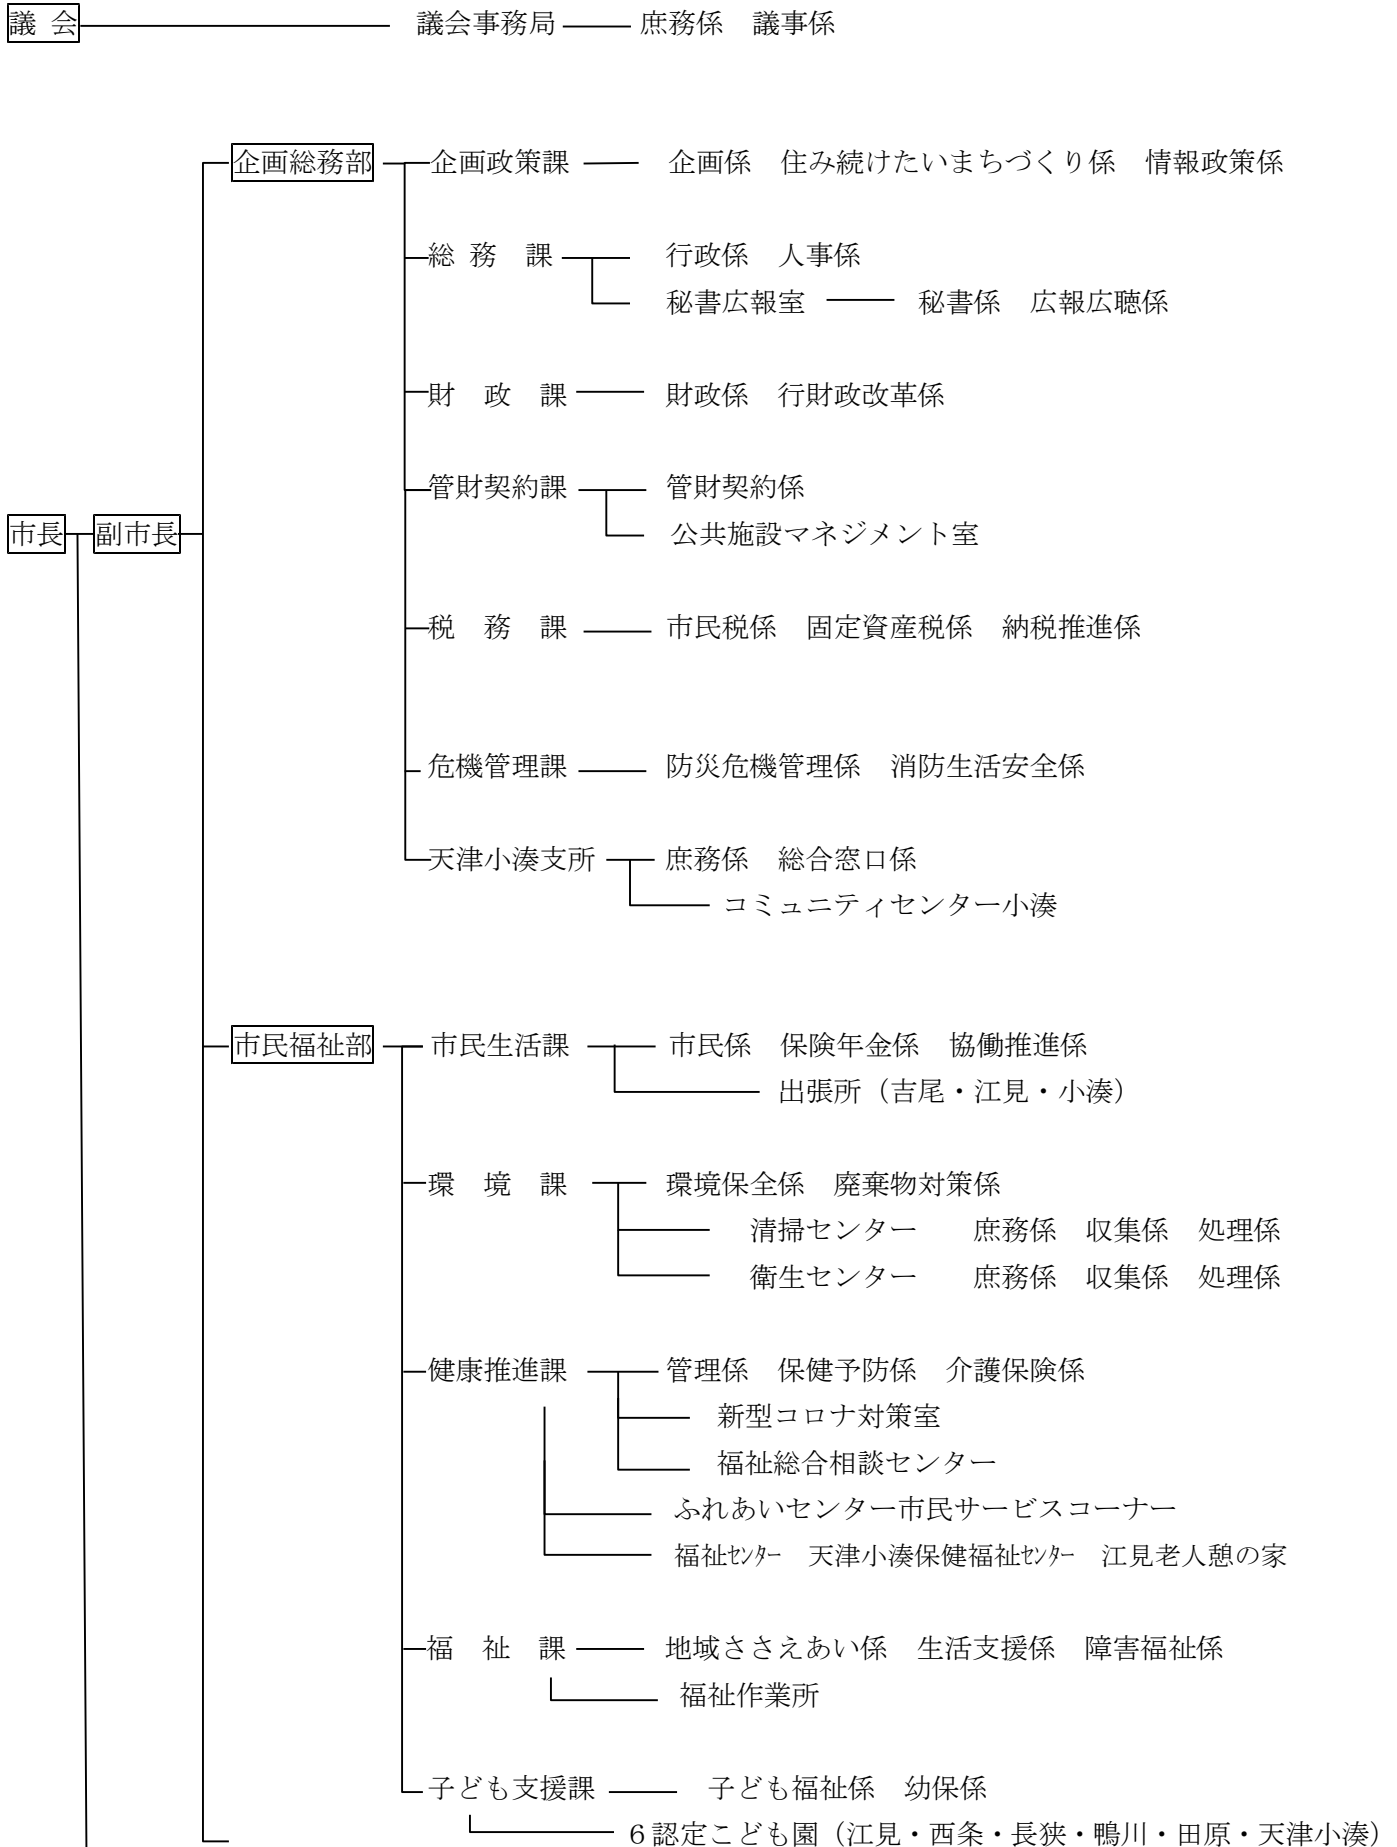 議 会 議会事務局 庶務係 議事係
企画総務部 企画政策課 企画係 住み続けたいまちづくり係 情報政策係
総 務 課 行政係 人事係
秘書広報室 秘書係 広報広聴係
財 政 課 財政係 行財政改革係
管財契約課 管財契約係
市長 副市長 公共施設マネジメント室
税 務 課 市民税係 固定資産税係 納税推進係
危機管理課 防災危機管理係 消防生活安全係
天津小湊支所 庶務係 総合窓口係
コミュニティセンター小湊
市民福祉部 市民生活課 市民係 保険年金係 協働推進係
出張所（吉尾・江見・小湊）
環 境 課 環境保全係 廃棄物対策係
清掃センター 庶務係 収集係 処理係
衛生センター 庶務係 収集係 処理係
健康推進課 管理係 保健予防係 介護保険係
新型コロナ対策室
福祉総合相談センター
ふれあいセンター市民サービスコーナー
福祉ｾﾝﾀｰ 天津小湊保健福祉ｾﾝﾀｰ 江見老人憩の家
福 祉 課 地域ささえあい係 生活支援係 障害福祉係
福祉作業所
子ども支援課 子ども福祉係 幼保係
６認定こども園（江見・西条・長狭・鴨川・田原・天津小湊）